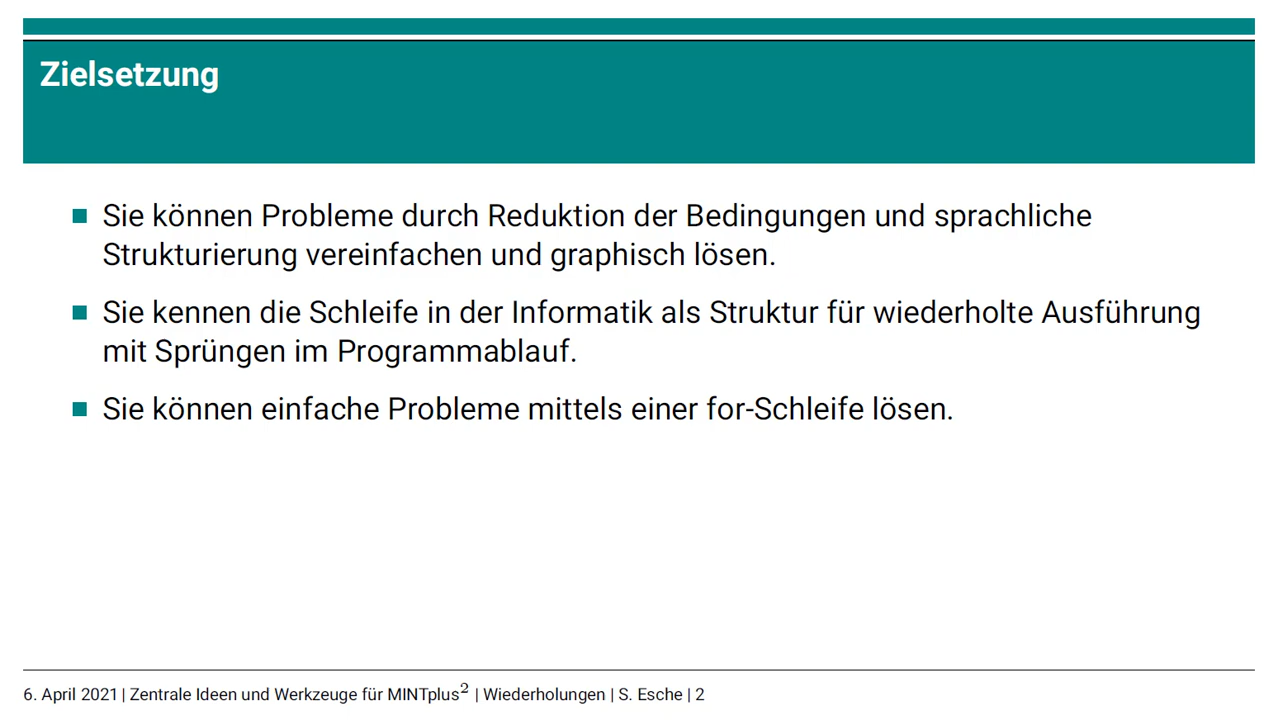 Zielsetzung
Sie können Probleme durch Reduktion der Bedingungen und sprachliche
Strukturierung vereinfachen und graphisch lösen.
Sie kennen die Schleife in der Informatik als Struktur für wiederholte Ausführung
mit Sprüngen im Programmablauf.
Sie können einfache Probleme mittels einer for-Schleife lösen.
6. April 2021 | Zentrale Ideen und Werkzeuge für MINTplus² | Wiederholungen | S. Esche | 2